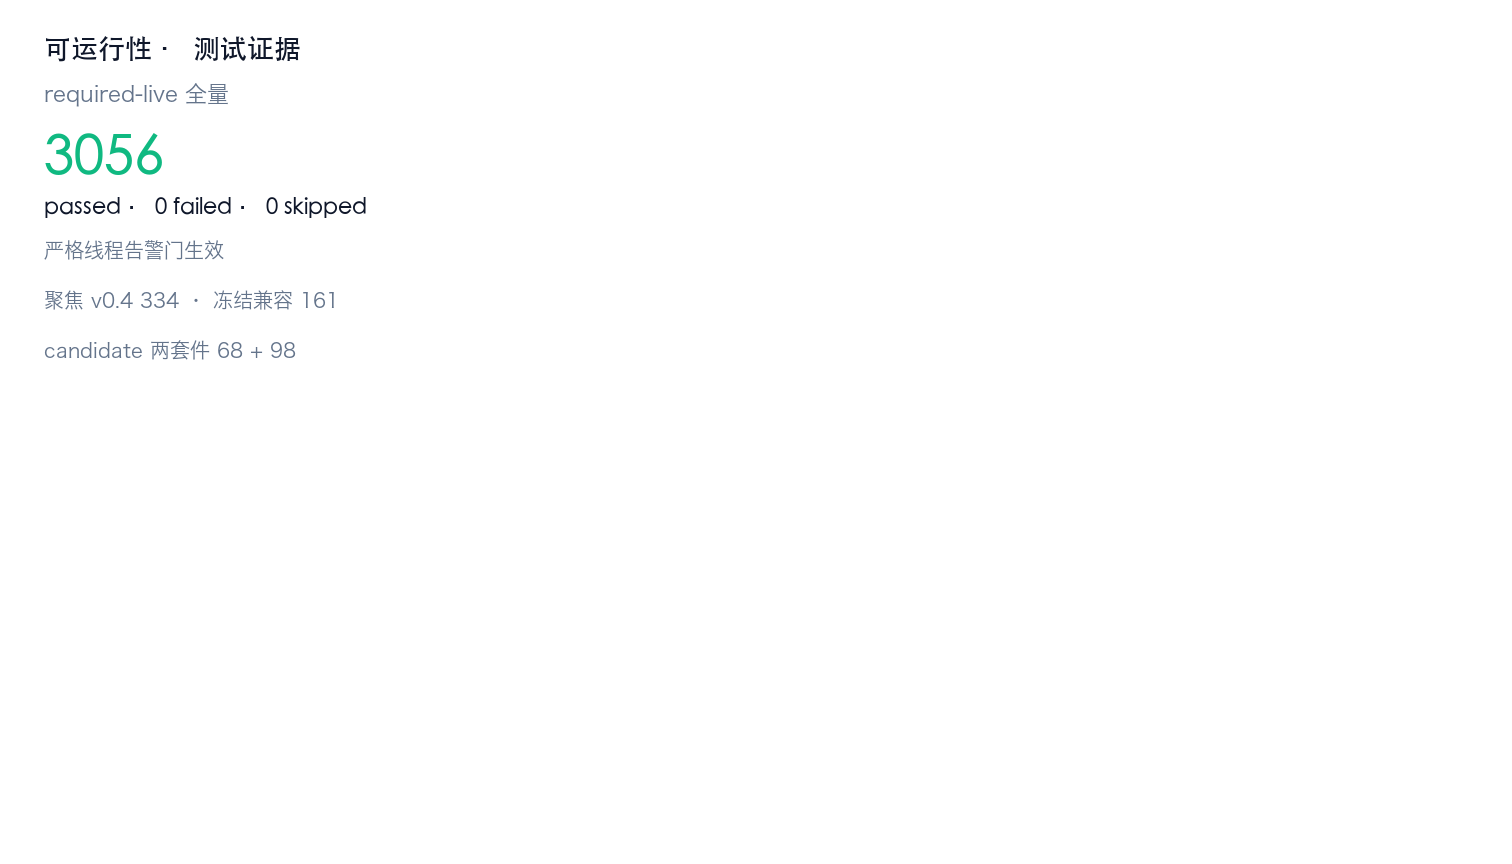 可运行性 · 测试证据
required-live 全量
3056
passed · 0 failed · 0 skipped
严格线程告警门生效
聚焦 v0.4 334 · 冻结兼容 161
candidate 两套件 68 + 98